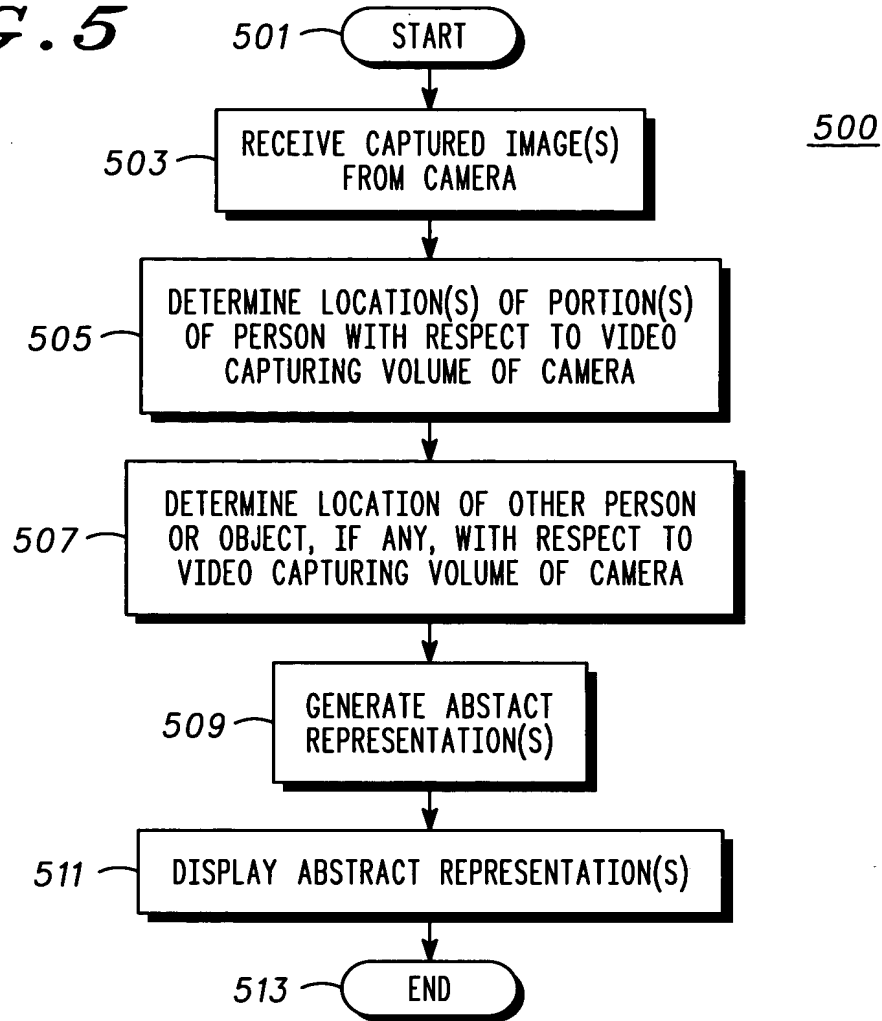 G. 5
501
START
500
503
RECEIVE CAPTURED IMAGE(S)
FROM CAMERA
505
DETERMINE LOCATION(S) OF PORTION(S)
OF PERSON WITH RESPECT TO VIDEO
CAPTURING VOLUME OF CAMERA
507
DETERMINE LOCATION OF OTHER PERSON
OR OBJECT, IF ANY, WITH RESPECT TO
VIDEO CAPTURING VOLUME OF CAMERA
509
GENERATE ABSTACT
REPRESENTATION(S)
511
DISPLAY ABSTRACT REPRESENTATION(S)
513
END